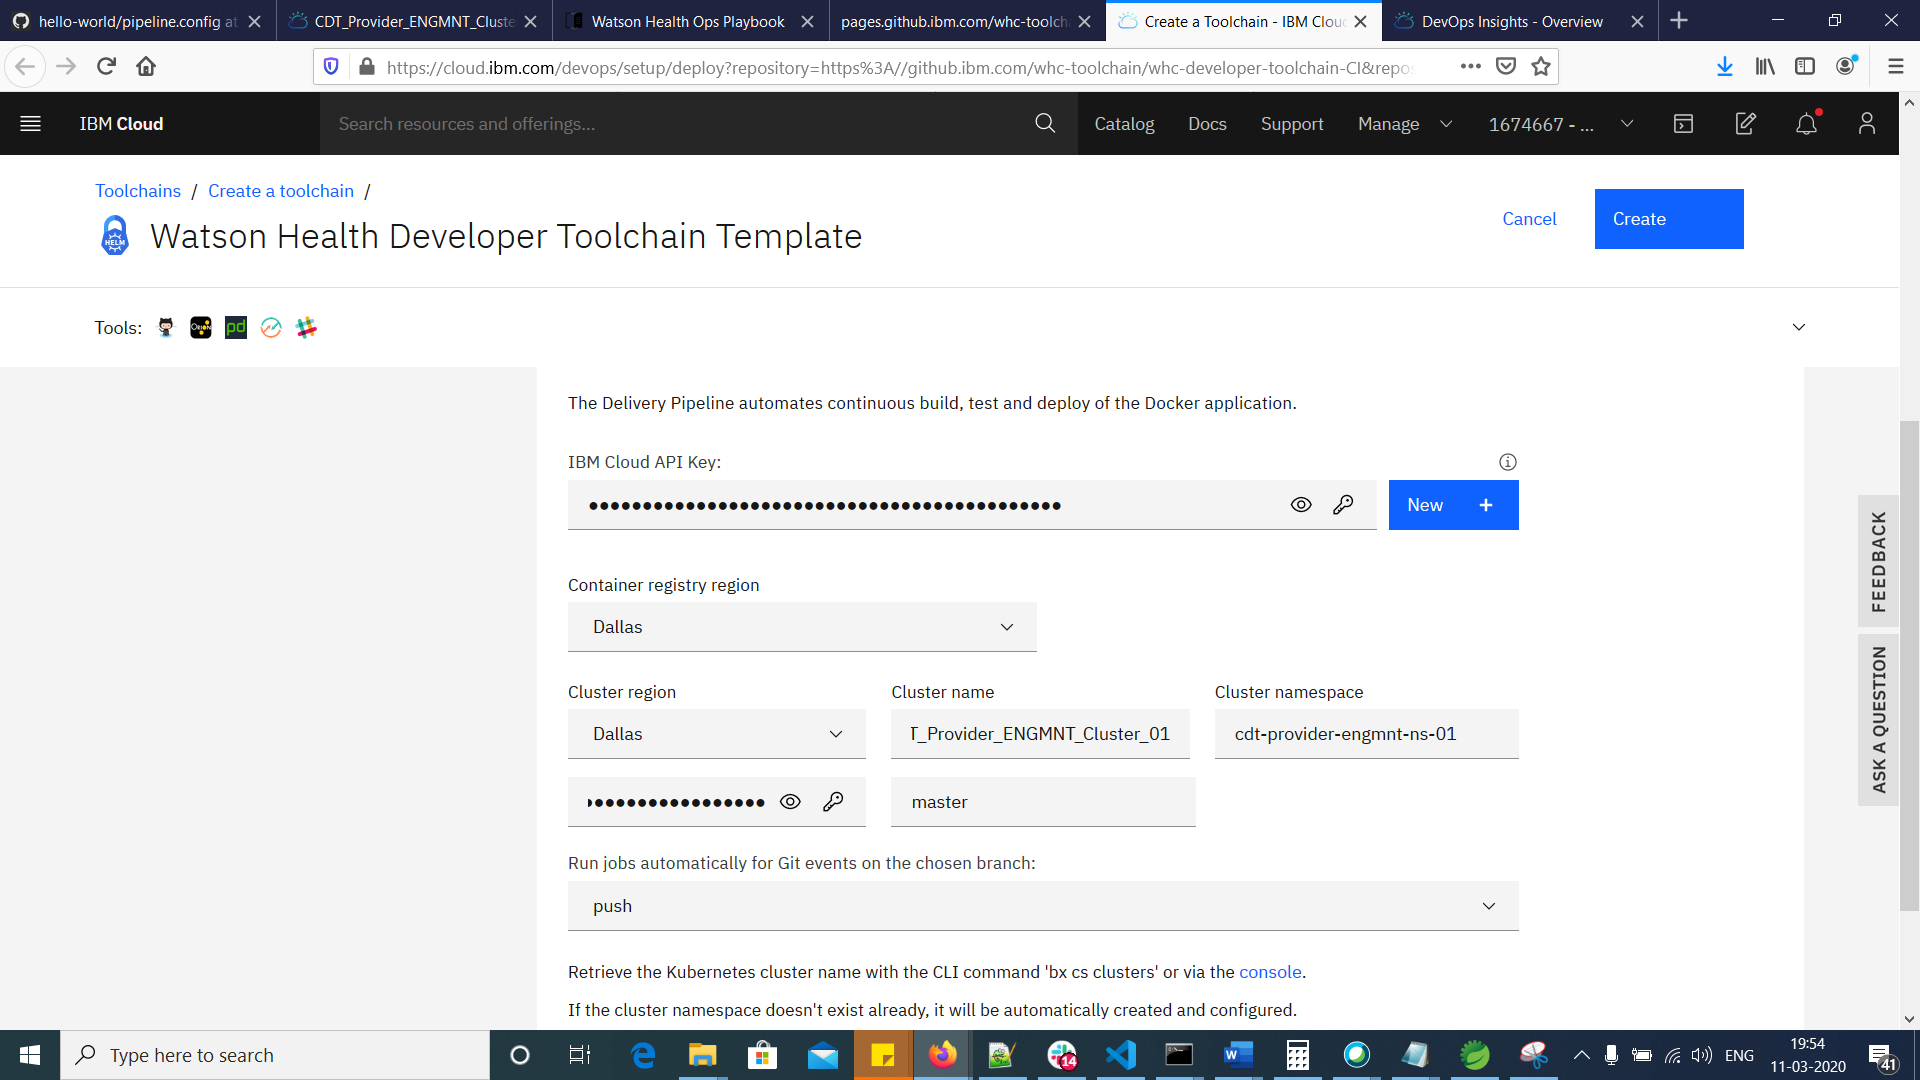 hello-world/pipeline.config at
CDT_Provider_ENGMNT_Cluste
Watson Health Ops Playbook
pages.github.ibm.com/whc-toolch
Create a Toolchain - IBM Clou
DevOps Insights - Overview
https://cloud.ibm.com/devops/setup/deploy?repository=https%3A//github.ibm.com/whc-toolchain/whc-developer-toolchain-CI&repos
IBM Cloud
Search resources and offerings...
Catalog
Docs
Support
Manage
1674667 - ...
Toolchains / Create a toolchain /
HELM
Watson Health Developer Toolchain Template
Cancel
Create
Tools:
ORION
pd
The Delivery Pipeline automates continuous build, test and deploy of the Docker application.
IBM Cloud API Key:
New +
Container registry region
Dallas
Cluster region
Cluster name
Cluster namespace
Dallas
T_Provider_ENGMNT_Cluster_01
cdt-provider-engmnt-ns-01
master
Run jobs automatically for Git events on the chosen branch:
push
Retrieve the Kubernetes cluster name with the CLI command 'bx cs clusters' or via the console.
If the cluster namespace doesn't exist already, it will be automatically created and configured.
FEEDBACK
ASK A QUESTION
Type here to search
14
ENG
19:54
11-03-2020
41